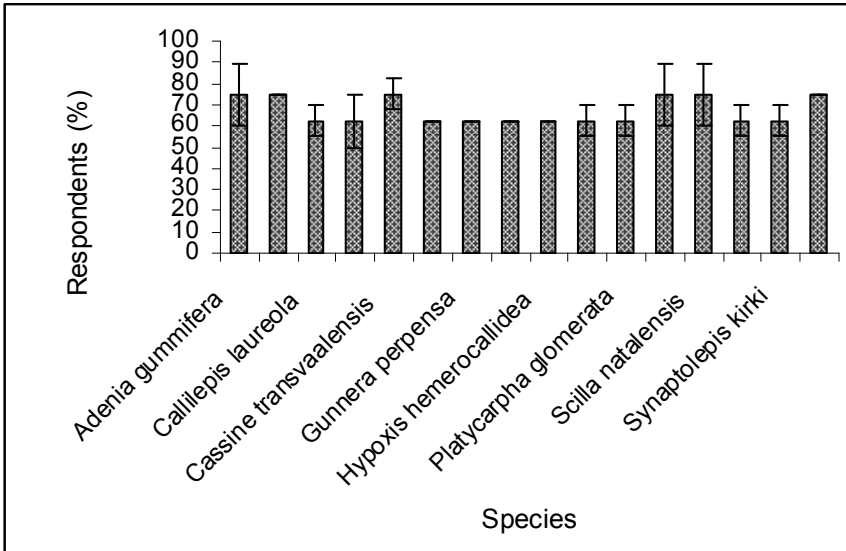 Respondents (%)
100
90
80
70
60
50
40
30
20
10
0
Adenia gummifera
Callilepis laureola
Cassine transvaalensis
Gunnera perpensa
Hypoxis hemerocallidea
Platycarpha glomerata
Scilla natalensis
Synaptolepis kirki
Species